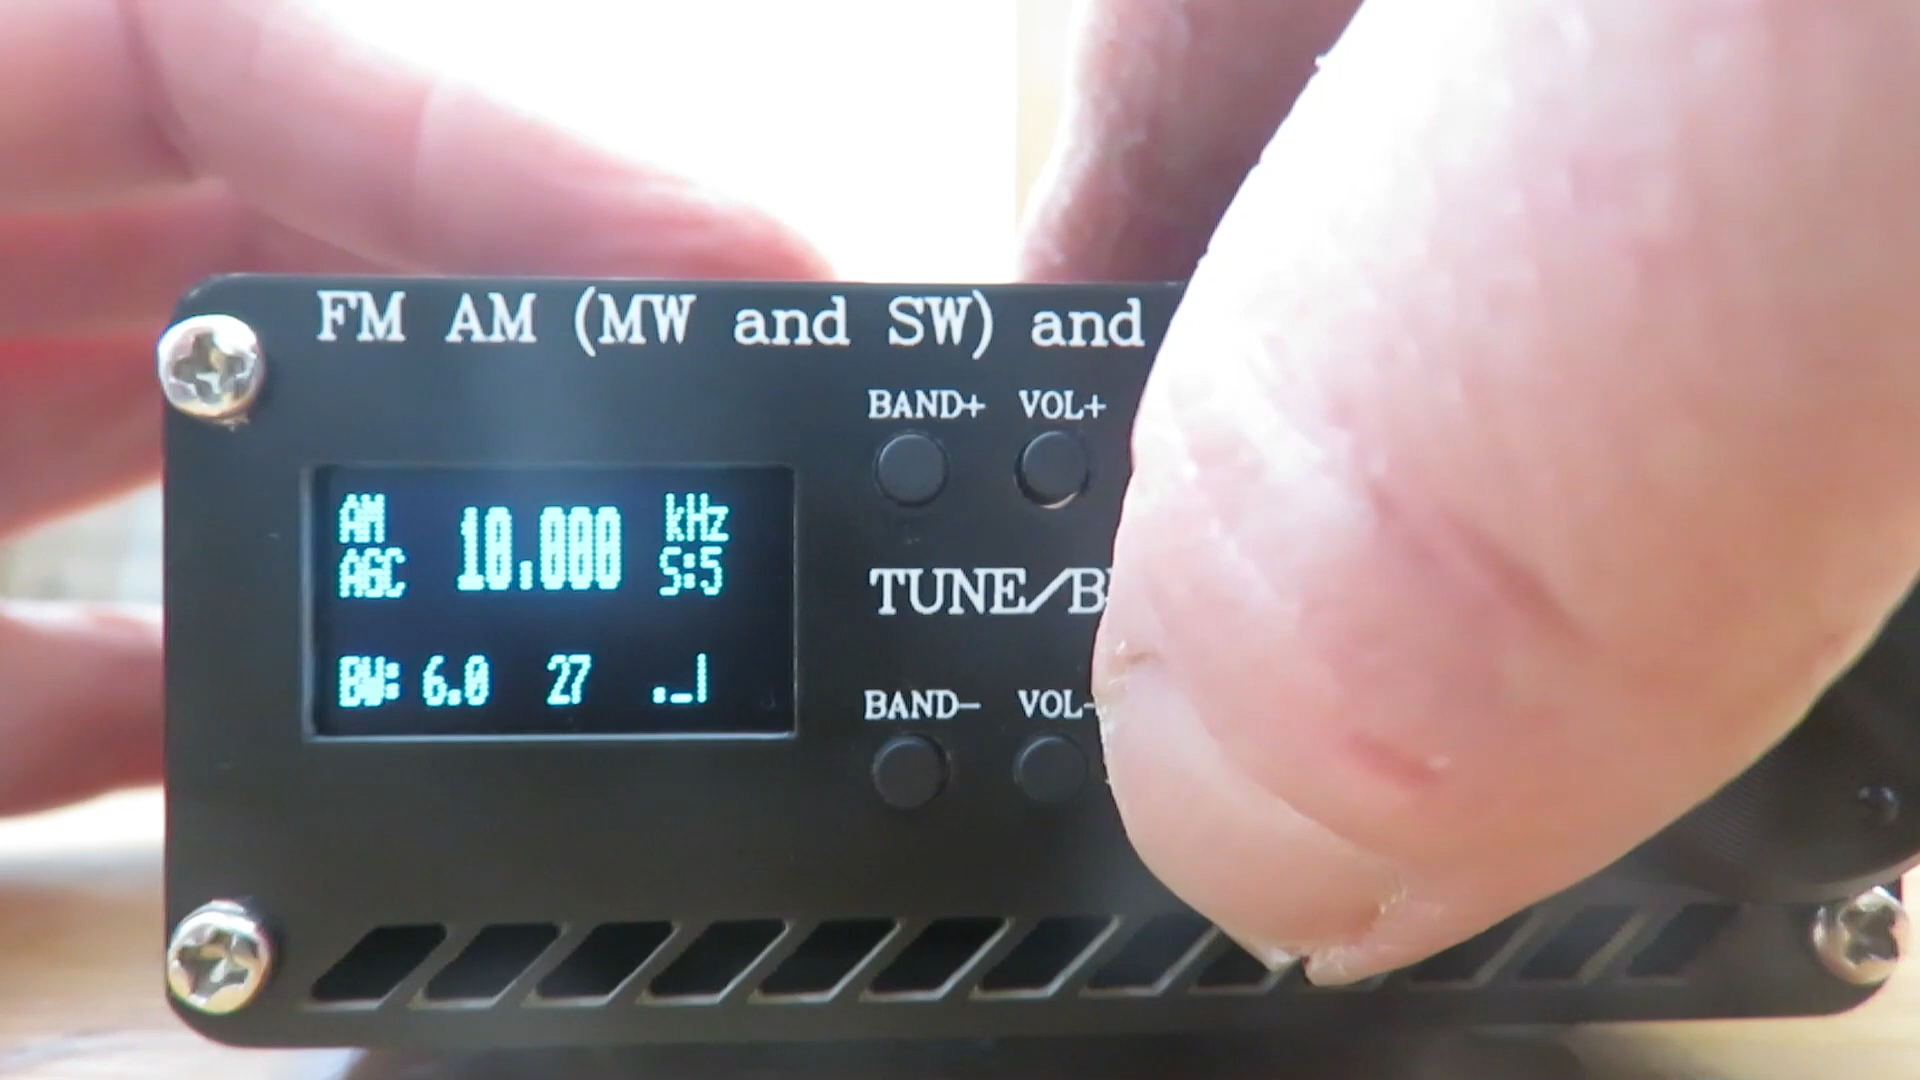 FM AM (MW and SW) and
BAND+ VOL+
AM 10.000 kHz
AGC S:5
TUNE/B
BW: 6.0 27
BAND- VOL-